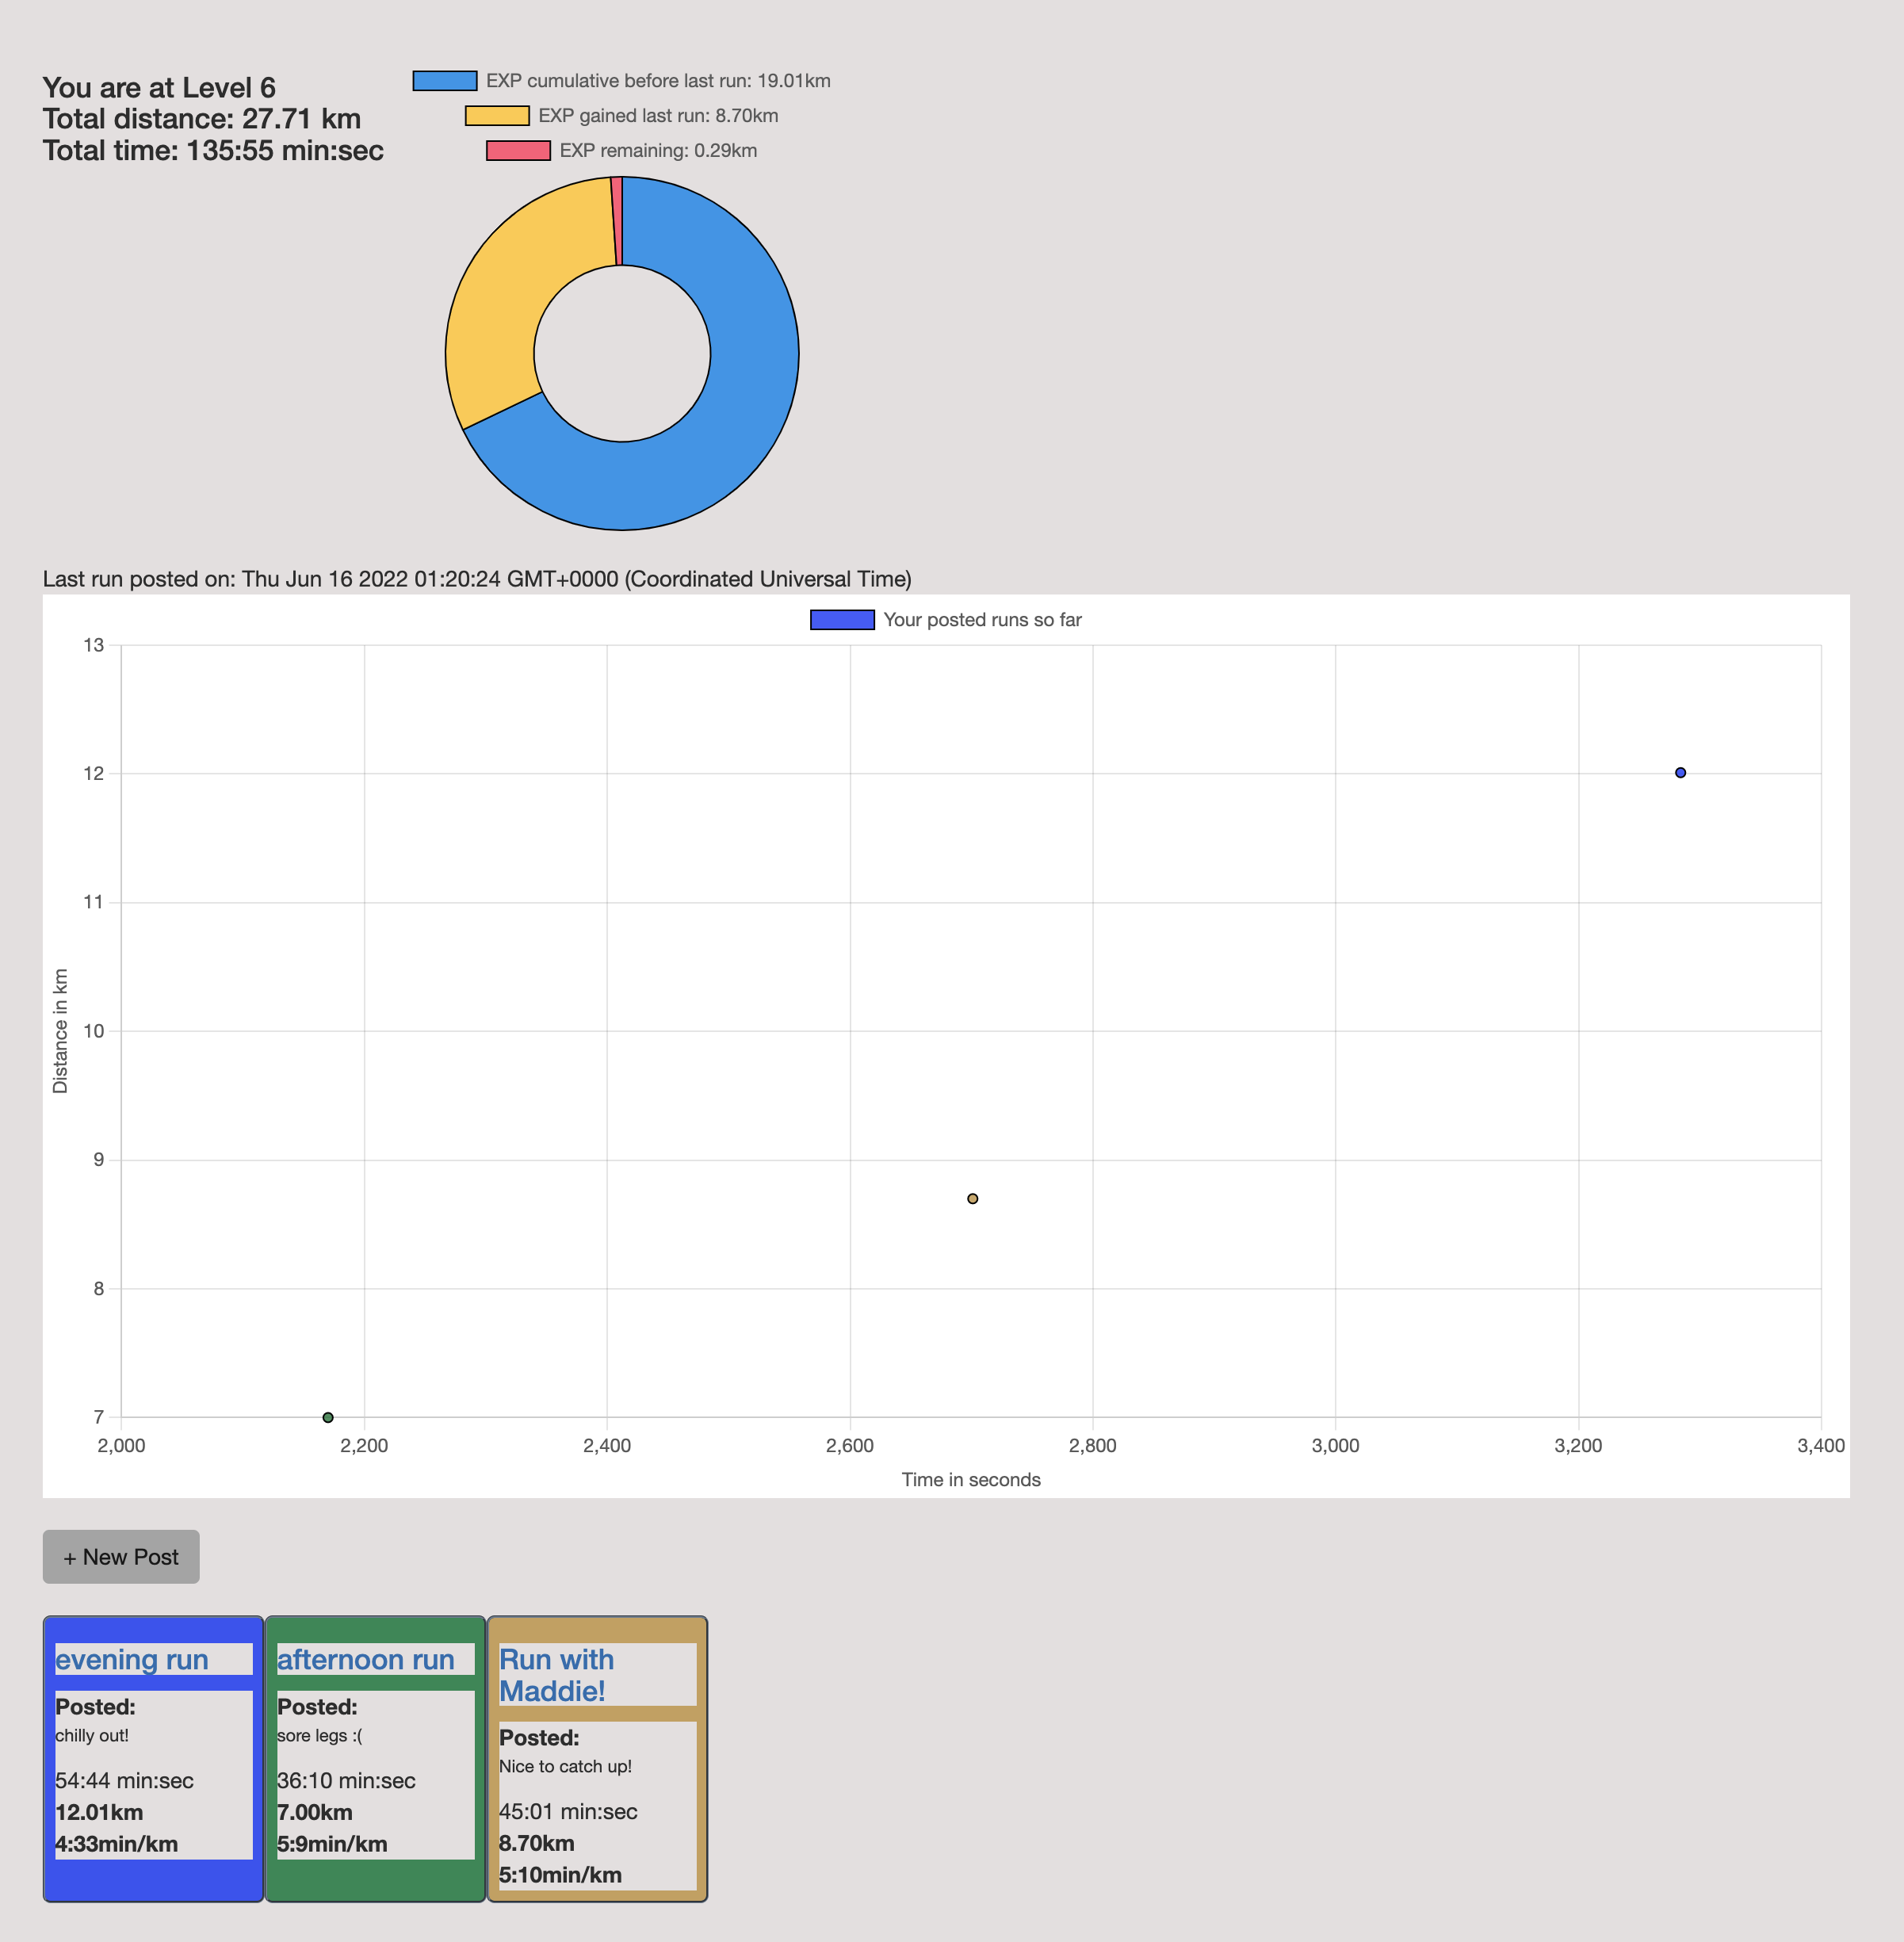 You are at Level 6
Total distance: 27.71 km
Total time: 135:55 min:sec
EXP cumulative before last run: 19.01km
EXP gained last run: 8.70km
EXP remaining: 0.29km
Last run posted on: Thu Jun 16 2022 01:20:24 GMT+0000 (Coordinated Universal Time)
Your posted runs so far
13
12
11
10
9
8
7
Distance in km
2,000 2,200 2,400 2,600 2,800 3,000 3,200 3,400
Time in seconds
+ New Post
evening run
Posted:
chilly out!
54:44 min:sec
12.01km
4:33min/km
afternoon run
Posted:
sore legs :(
36:10 min:sec
7.00km
5:9min/km
Run with
Maddie!
Posted:
Nice to catch up!
45:01 min:sec
8.70km
5:10min/km